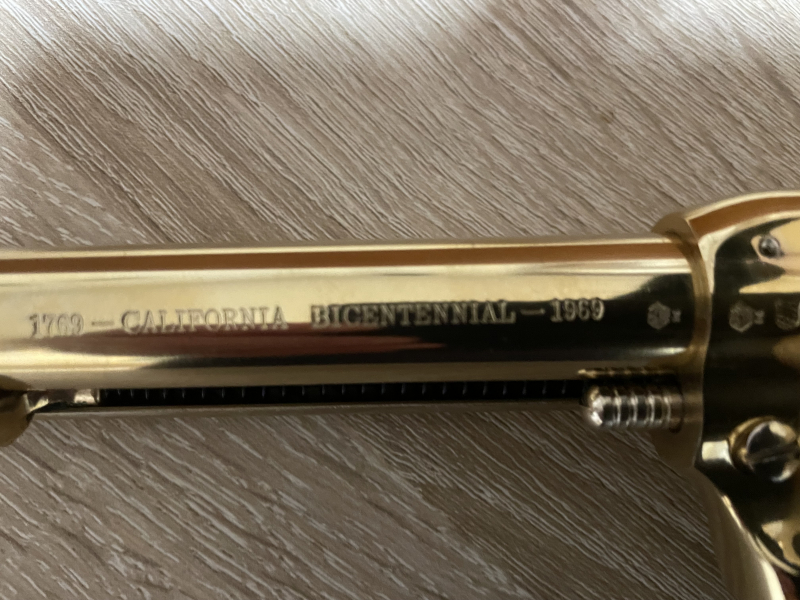 1769 — CALIFORNIA BICENTENNIAL — 1969